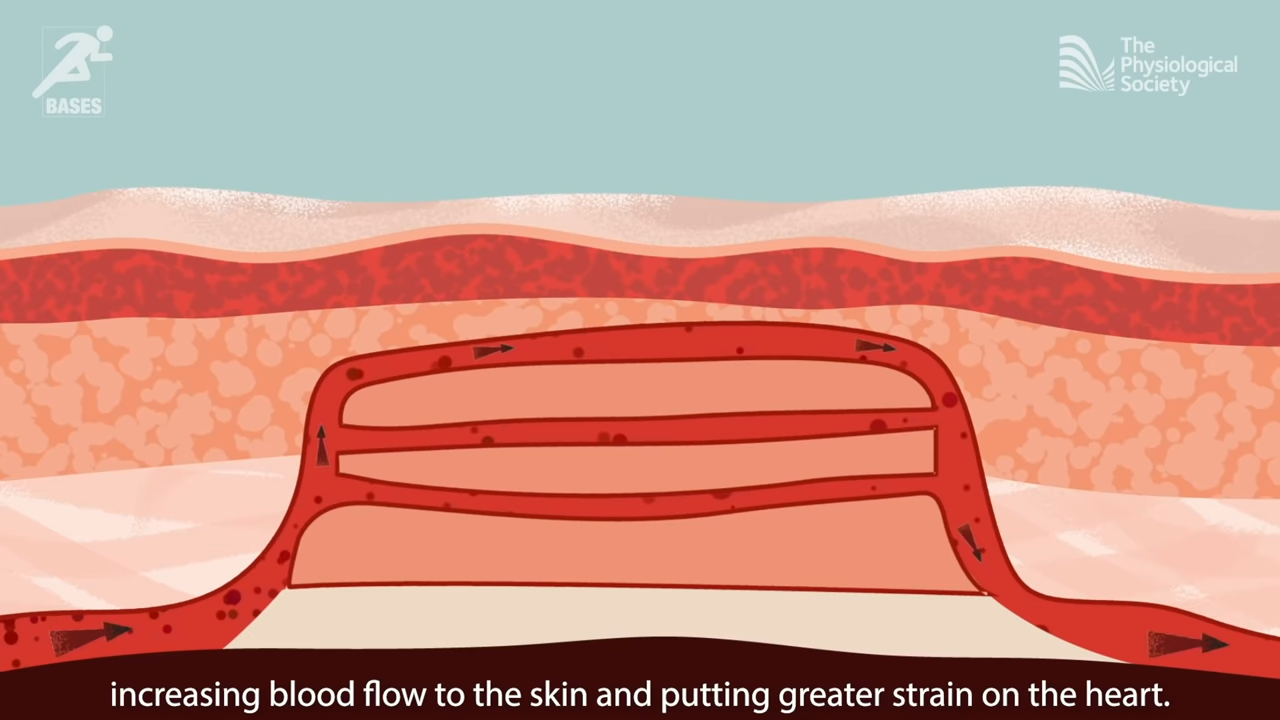 BASES
The
Physiological
Society
increasing blood flow to the skin and putting greater strain on the heart.